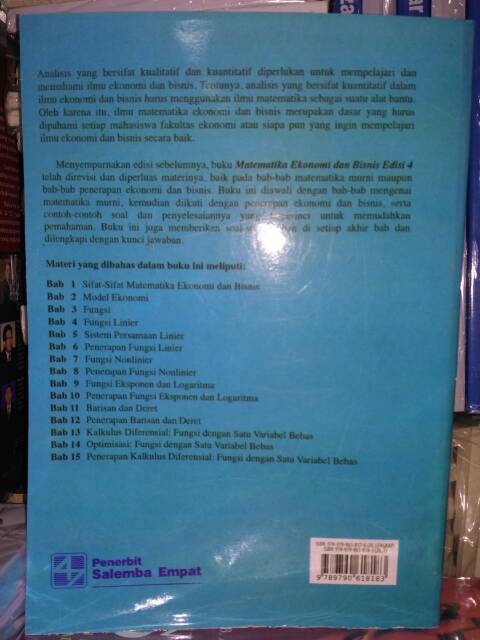 Analisis yang bersifat kualitatif dan kuantitatif diperlukan untuk mempelajari dan
memahami ilmu ekonomi dan bisnis. Tentunya, analisis yang bersifat kuantitatif dalam
ilmu ekonomi dan bisnis harus menggunakan ilmu matematika sebagai suatu alat bantu.
Oleh karena itu, ilmu matematika ekonomi dan bisnis merupakan dasar yang harus
dipahami setiap mahasiswa fakultas ekonomi atau siapa pun yang ingin mempelajari
ilmu ekonomi dan bisnis secara baik.
Menyempurnakan edisi sebelumnya, buku Matematika Ekonomi dan Bisnis Edisi 4
telah direvisi dan diperluas materinya, baik pada bab-bab matematika murni maupun
bab-bab penerapan ekonomi dan bisnis. Buku ini diawali dengan bab-bab mengenai
matematika murni, kemudian diikuti dengan penerapan ekonomi dan bisnis, serta
contoh-contoh soal dan penyelesaiannya yang terperinci untuk memudahkan
pemahaman. Buku ini juga memberikan di setiap akhir bab dan
dilengkapi dengan kunci jawaban.
Materi yang dibahas dalam buku ini meliputi:
Bab 1 Sifat-Sifat Matematika Ekonomi dan Bisnis
Bab 2 Model Ekonomi
Bab 3 Fungsi
Bab 4 Fungsi Linier
Bab 5 Sistem Persamaan Linier
Bab 6 Penerapan Fungsi Linier
Bab 7 Fungsi Nonlinier
Bab 8 Penerapan Fungsi Nonlinier
Bab 9 Fungsi Eksponen dan Logaritma
Bab 10 Penerapan Fungsi Eksponen dan Logaritma
Bab 11 Barisan dan Deret
Bab 12 Penerapan Barisan dan Deret
Bab 13 Kalkulus Diferensial: Fungsi dengan Satu Variabel Bebas
Bab 14 Optimisasi: Fungsi dengan Satu Variabel Bebas
Bab 15 Penerapan Kalkulus Diferensial: Fungsi dengan Satu Variabel Bebas
Penerbit
Salemba Empat
9 789790 618183